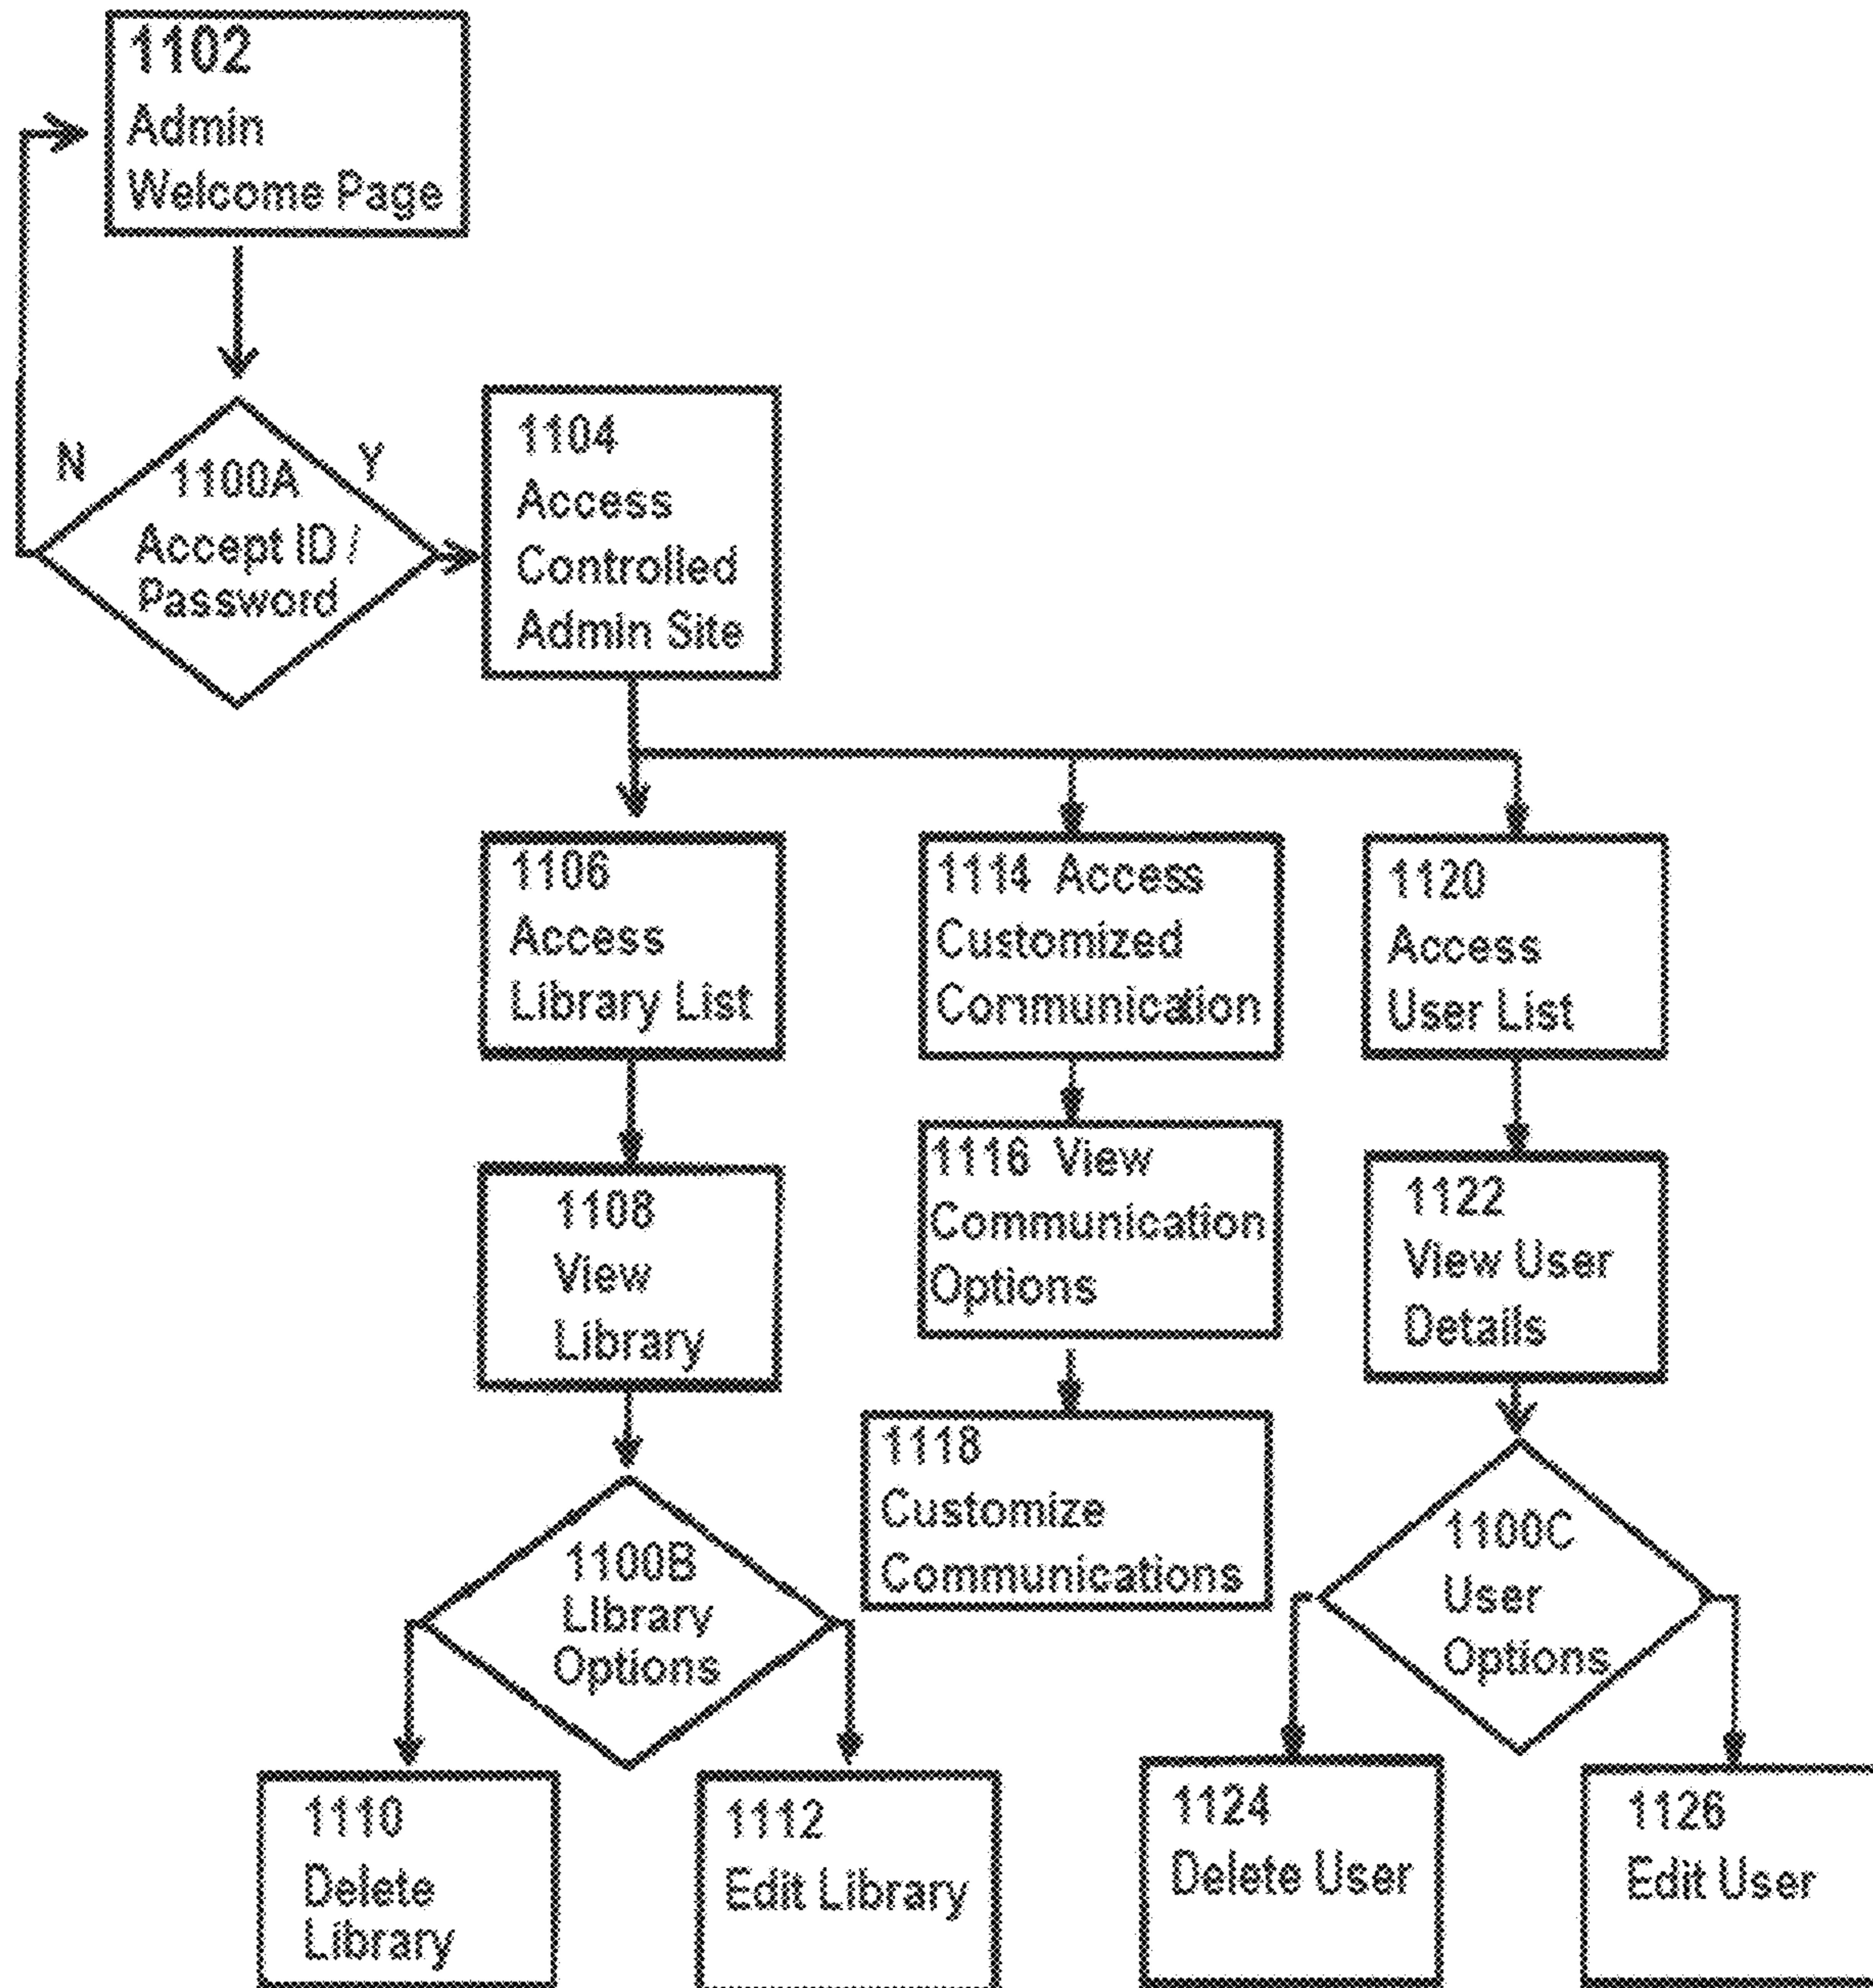 1102
Admin
Welcome Page
N
Y
1100A
Accept ID /
Password
1104
Access
Controlled
Admin Site
1106
Access
Library List
1114 Access
Customized
Communication
1120
Access
User List
1108
View
Library
1116 View
Communication
Options
1122
View User
Details
1118
Customize
Communications
1100B
Library
Options
1100C
User
Options
1110
Delete
Library
1112
Edit Library
1124
Delete User
1126
Edit User